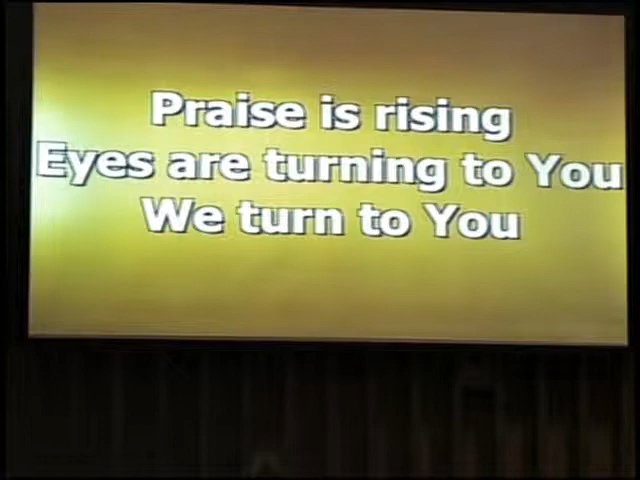 Praise is rising
Eyes are turning to You
We turn to You